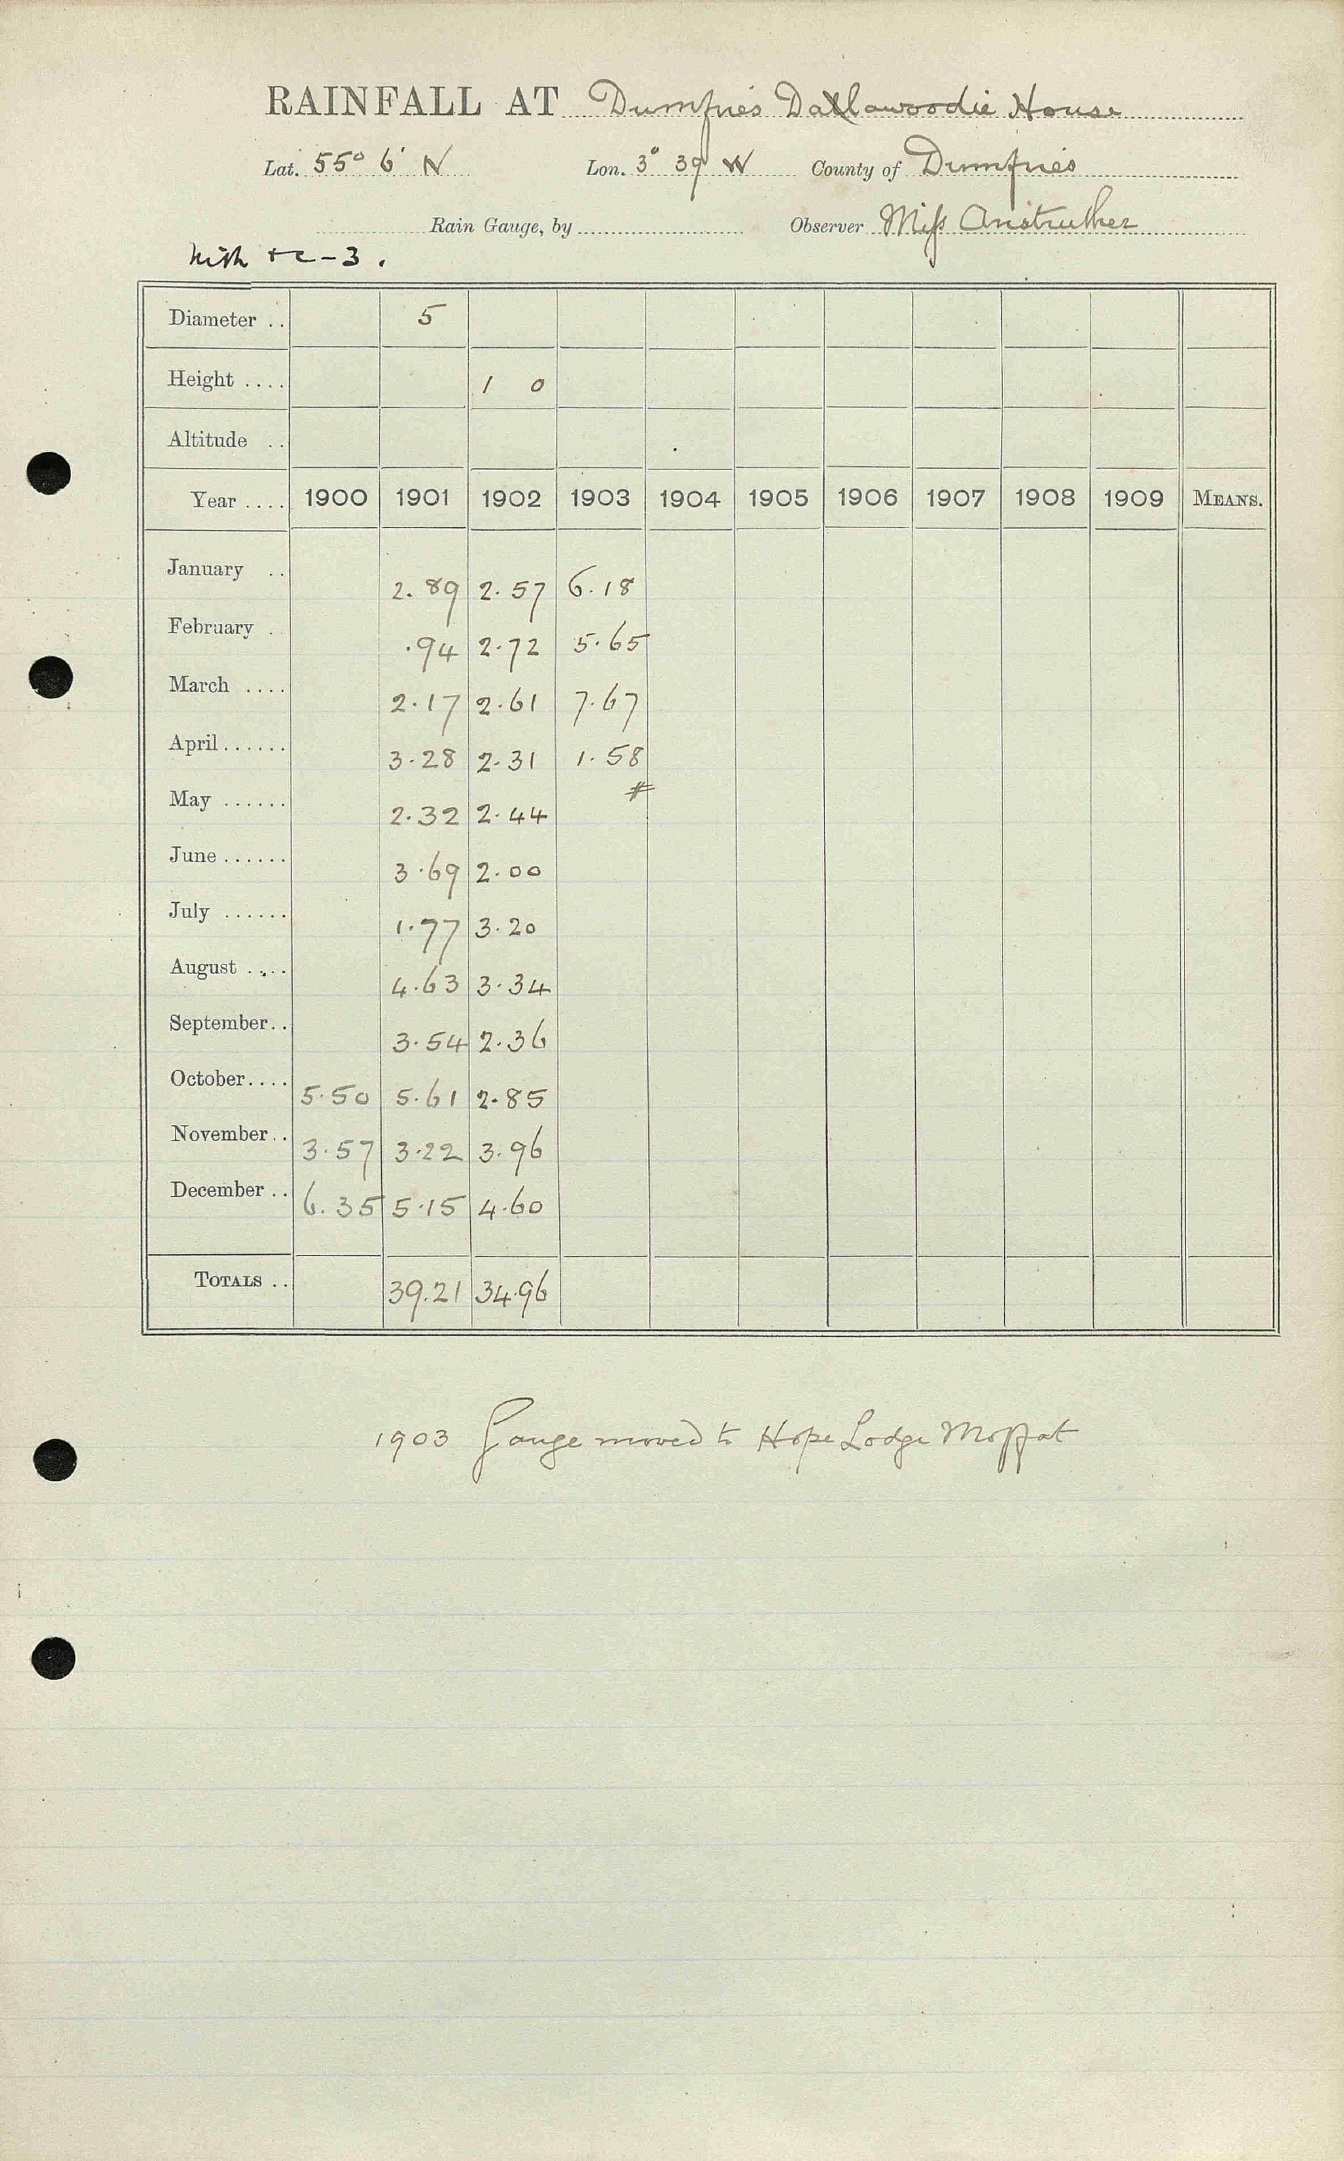 RAINFALL AT Dumfries Dallawoodie House
Lat. 55° 6' N Lon. 3° 39 W County of Dumfries
Rain Gauge, by Observer Miss Anstruther
Nith
Diameter .. 5
Height .... 1 0
Altitude ..
Year .... 1900 1901 1902 1903 1904 1905 1906 1907 1908 1909 MEANS.
January .. 2.89 2.57 6.18
February .. .94 2.72 5.65
March .... 2.17 2.61 7.67
April...... 3.28 2.31 1.58
May ...... 2.32 2.44 #
June...... 3.69 2.00
July ...... 1.77 3.20
August .... 4.63 3.34
September.. 3.54 2.36
October.... 5.50 5.61 2.85
November.. 3.57 3.22 3.96
December .. 6.35 5.15 4.60
TOTALS .. 39.21 34.96
1903 Gauge moved to Hope Lodge Moffat